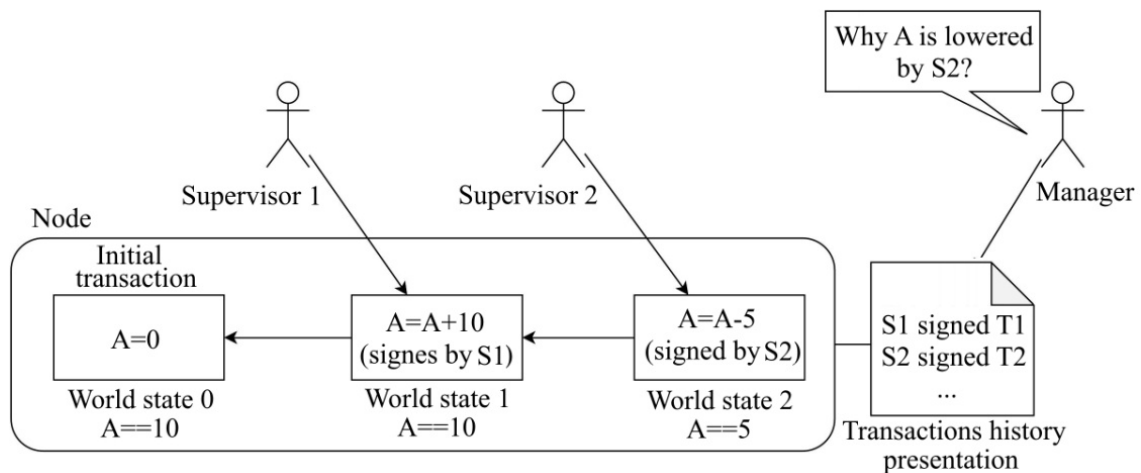 Why A is lowered
by S2?
Supervisor 1
Supervisor 2
Manager
Node
Initial
transaction
A=0
A=A+10
(signes by S1)
A=A-5
(signed by S2)
S1 signed T1
S2 signed T2
...
World state 0
A==10
World state 1
A==10
World state 2
A==5
Transactions history
presentation